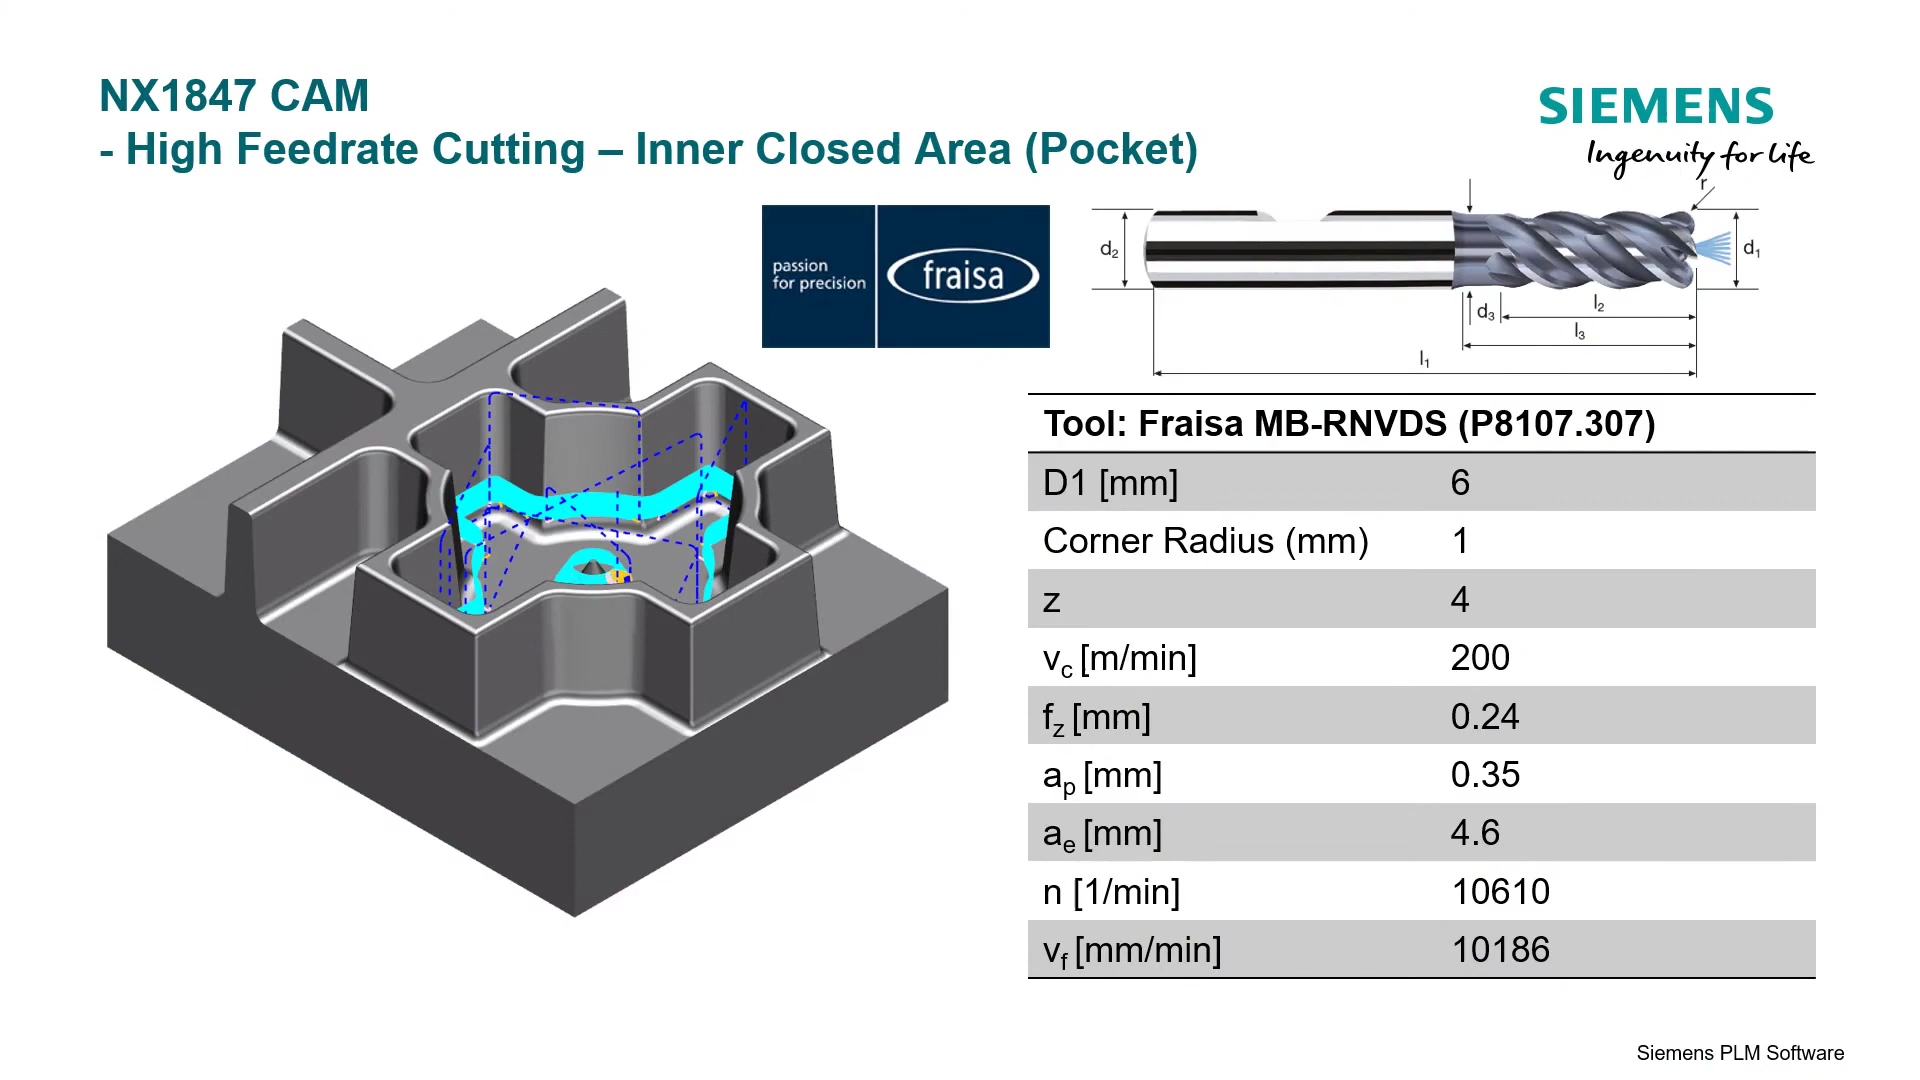 NX1847 CAM
- High Feedrate Cutting – Inner Closed Area (Pocket)
SIEMENS
Ingenuity for life
passion
for precision
fraisa
r
d2
d1
d3
l2
l3
l1
Tool: Fraisa MB-RNVDS (P8107.307)
D1 [mm] 6
Corner Radius (mm) 1
z 4
vc [m/min] 200
fz [mm] 0.24
ap [mm] 0.35
ae [mm] 4.6
n [1/min] 10610
vf [mm/min] 10186
Siemens PLM Software